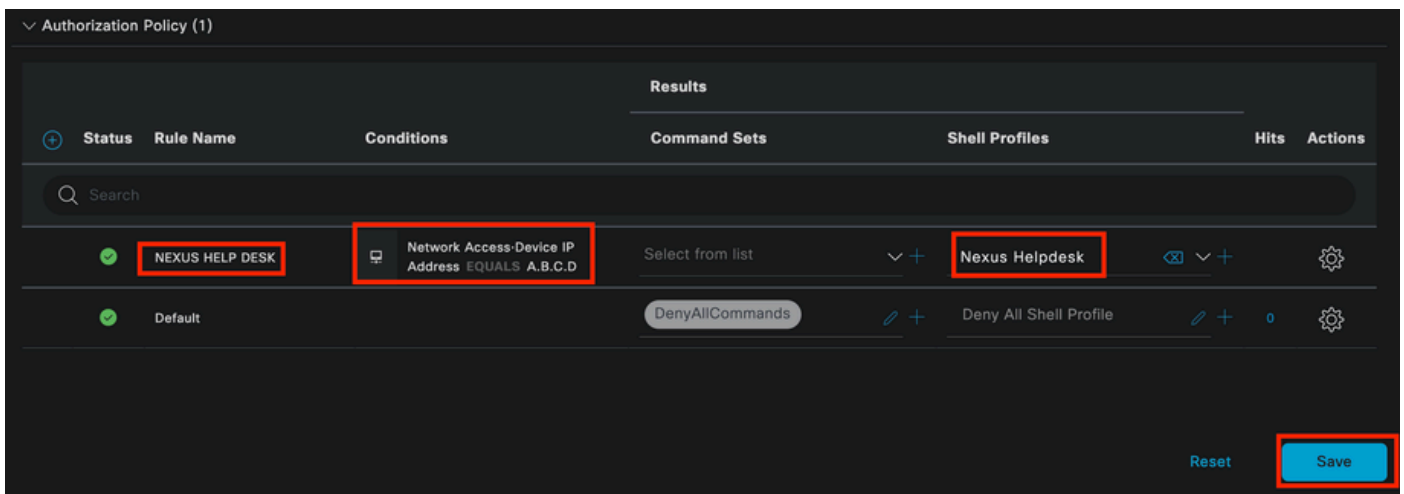 Authorization Policy (1)
Results
Status Rule Name Conditions Command Sets Shell Profiles Hits Actions
Search
NEXUS HELP DESK Network Access·Device IP Address EQUALS A.B.C.D Select from list Nexus Helpdesk
Default DenyAllCommands Deny All Shell Profile 0
Reset Save